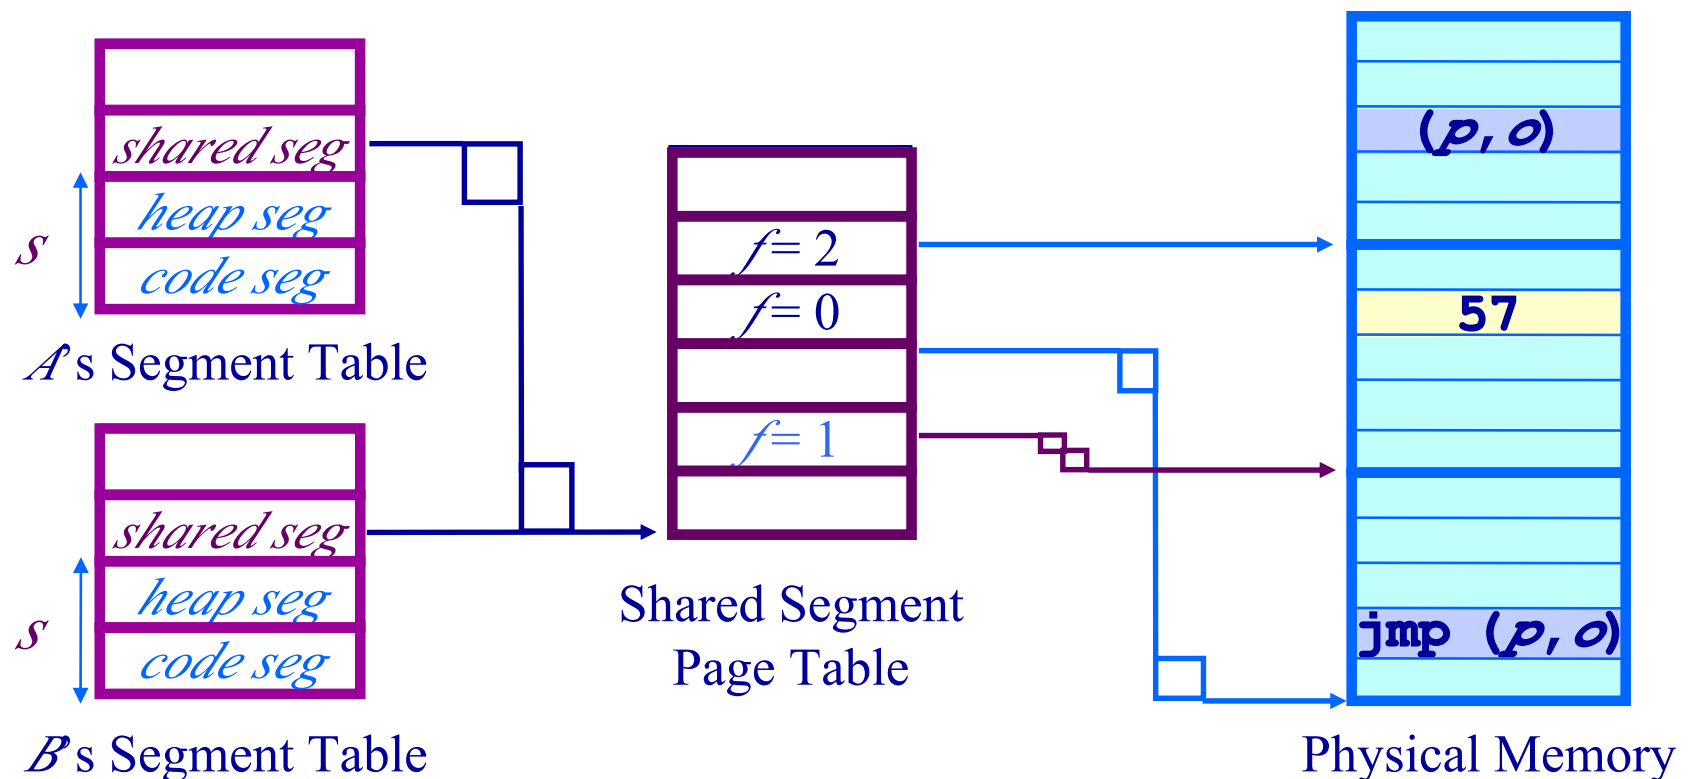 shared seg
heap seg
code seg
s
A's Segment Table
shared seg
heap seg
code seg
s
B's Segment Table
f = 2
f = 0
f = 1
Shared Segment
Page Table
(p,o)
57
jmp (p,o)
Physical Memory